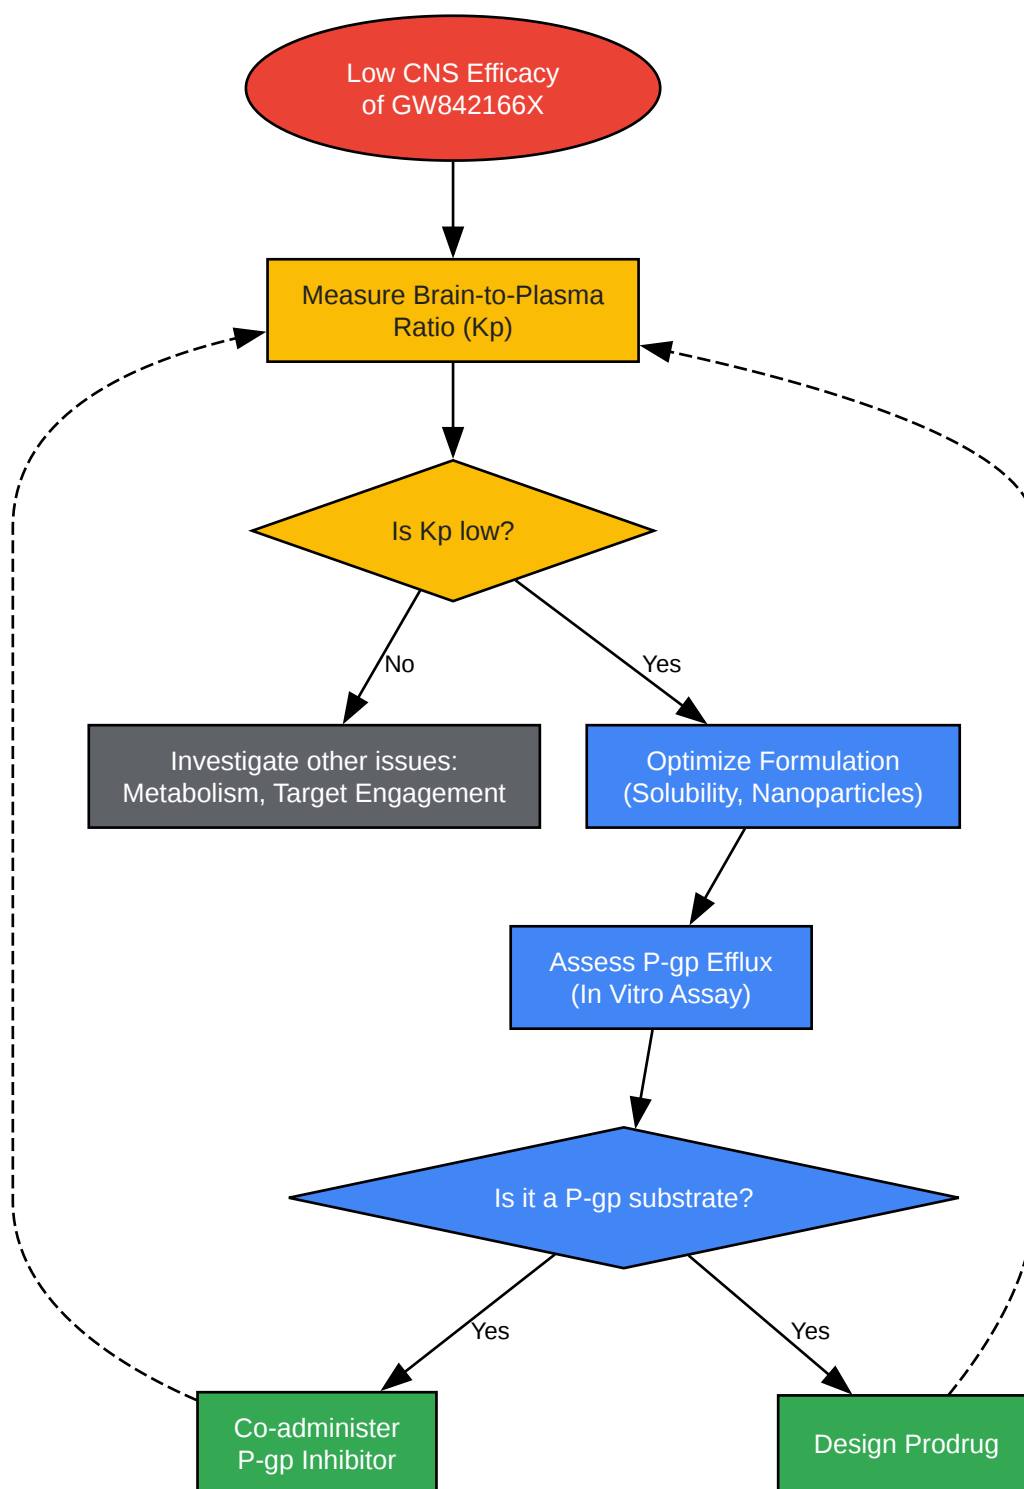 Low CNS Efficacy
of GW842166X
Measure Brain-to-Plasma
Ratio (Kp)
Is Kp low?
No
Yes
Investigate other issues:
Metabolism, Target Engagement
Optimize Formulation
(Solubility, Nanoparticles)
Assess P-gp Efflux
(In Vitro Assay)
Is it a P-gp substrate?
Yes
Yes
Co-administer
P-gp Inhibitor
Design Prodrug